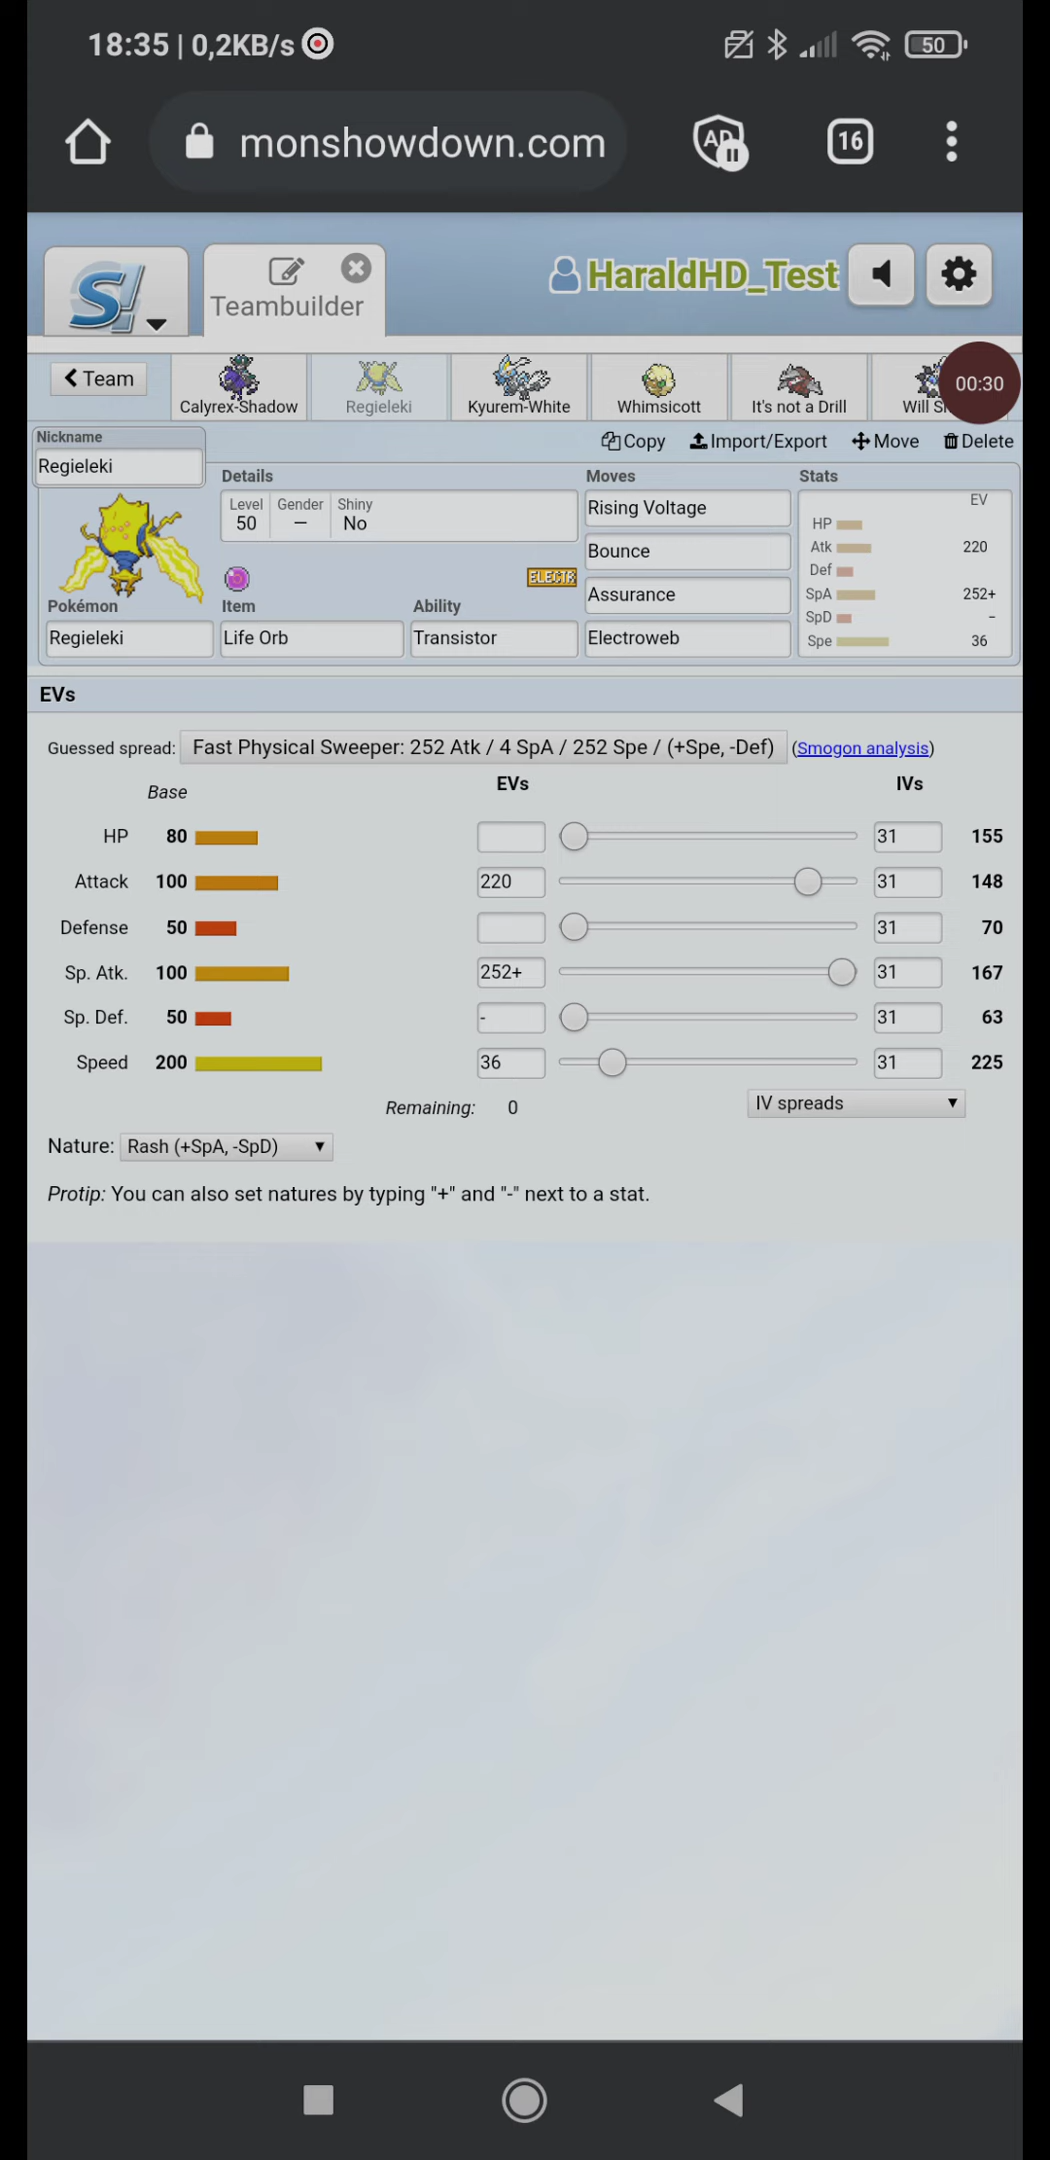 18:35 | 0,2KB/s
50
monshowdown.com
AD
16
S!
Teambuilder
HaraldHD_Test
Team
Calyrex-Shadow
Regieleki
Kyurem-White
Whimsicott
It's not a Drill
Will
00:30
Nickname
Regieleki
Copy
Import/Export
Move
Delete
Details
Level
50
Gender
—
Shiny
No
ELECTR
Pokémon
Regieleki
Item
Life Orb
Ability
Transistor
Moves
Rising Voltage
Bounce
Assurance
Electroweb
Stats
EV
HP
Atk 220
Def
SpA 252+
SpD -
Spe 36
EVs
Guessed spread: Fast Physical Sweeper: 252 Atk / 4 SpA / 252 Spe / (+Spe, -Def) (Smogon analysis)
Base EVs IVs
HP 80 31 155
Attack 100 220 31 148
Defense 50 31 70
Sp. Atk. 100 252+ 31 167
Sp. Def. 50 - 31 63
Speed 200 36 31 225
Remaining: 0
IV spreads
Nature: Rash (+SpA, -SpD)
Protip: You can also set natures by typing "+" and "-" next to a stat.